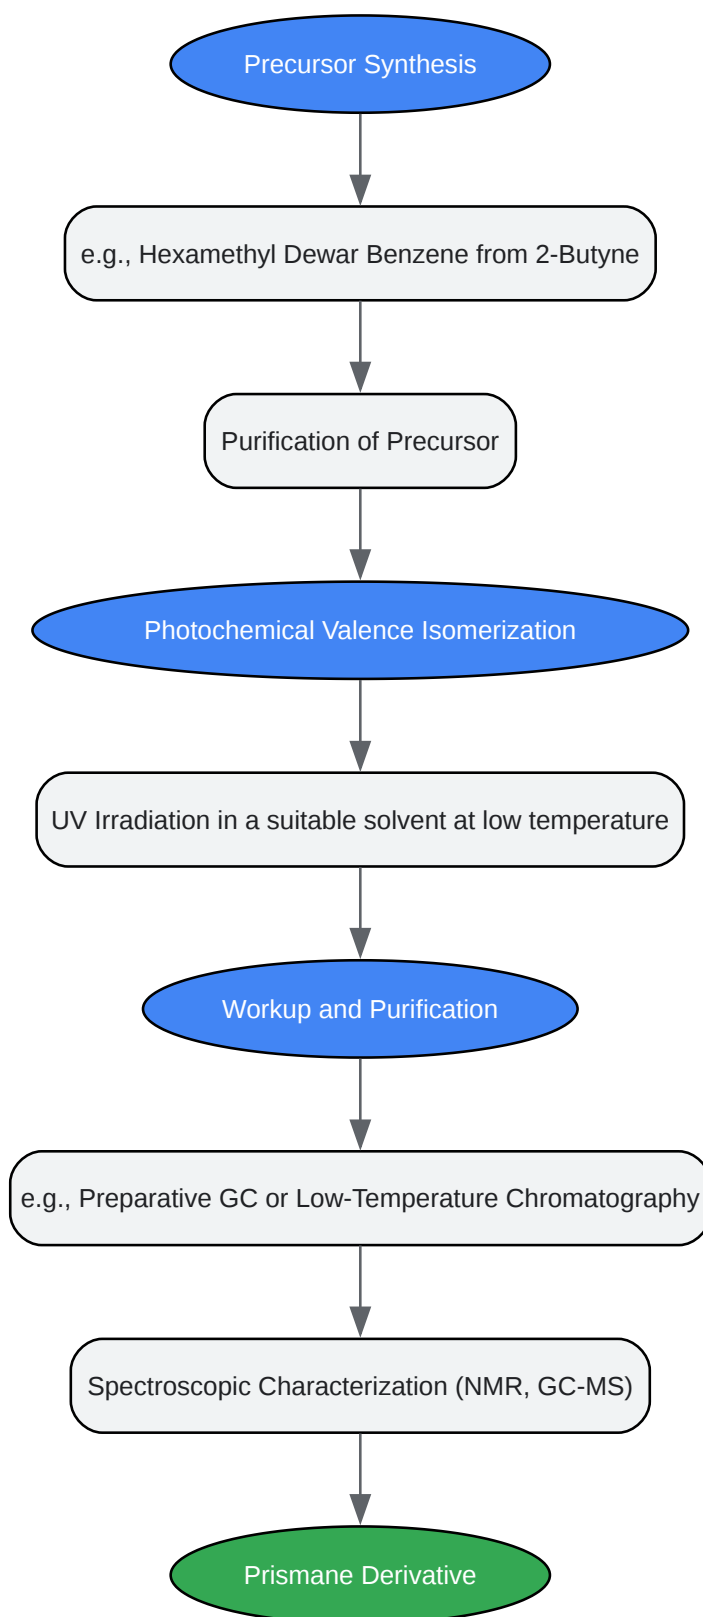 Precursor Synthesis
e.g., Hexamethyl Dewar Benzene from 2-Butyne
Purification of Precursor
Photochemical Valence Isomerization
UV Irradiation in a suitable solvent at low temperature
Workup and Purification
e.g., Preparative GC or Low-Temperature Chromatography
Spectroscopic Characterization (NMR, GC-MS)
Prismane Derivative